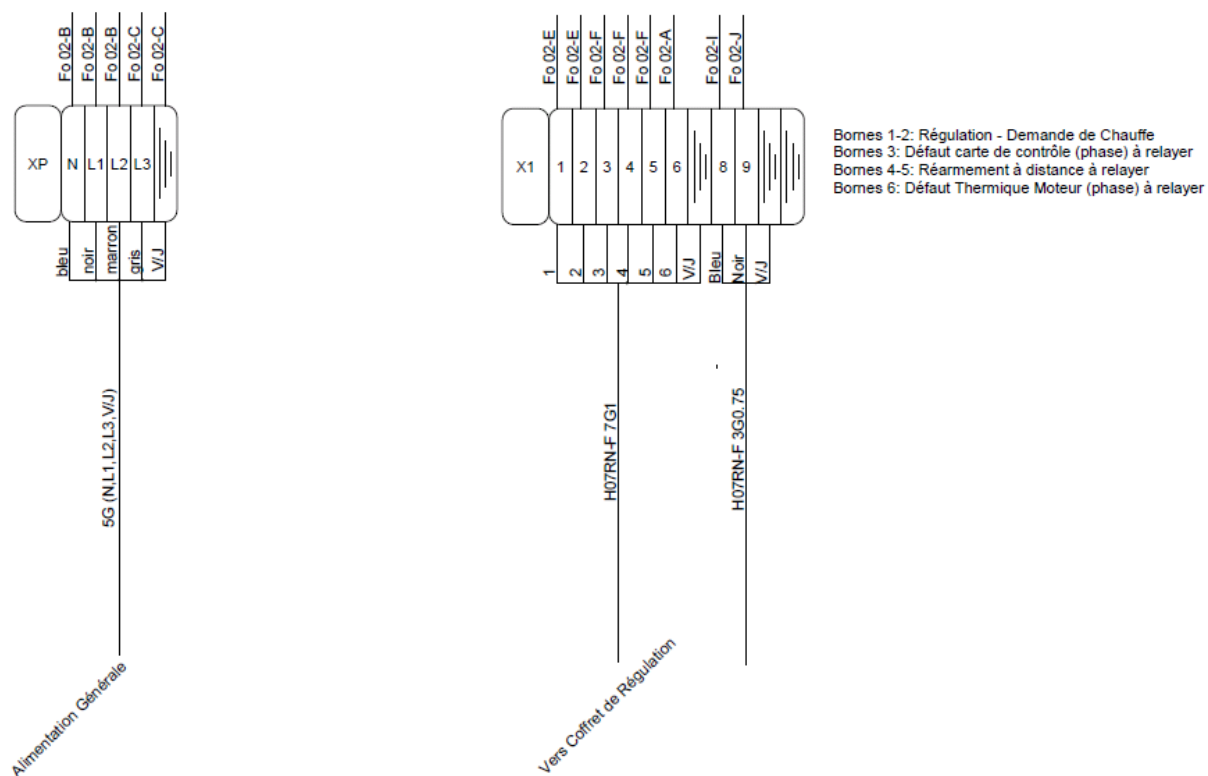 Fo 02-B
Fo 02-B
Fo 02-B
Fo 02-C
Fo 02-C
XP
N
L1
L2
L3
bleu
noir
marron
gris
V/J
5G (N,L1,L2,L3,V/J)
Alimentation Générale
Fo 02-E
Fo 02-E
Fo 02-F
Fo 02-F
Fo 02-F
Fo 02-A
Fo 02-I
Fo 02-J
X1
1
2
3
4
5
6
8
9
1
2
3
4
5
6
V/J
Bleu
Noir
V/J
H07RN-F 7G1
H07RN-F 3G0.75
Vers Coffret de Régulation
Bornes 1-2: Régulation - Demande de Chauffe
Bornes 3: Défaut carte de contrôle (phase) à relayer
Bornes 4-5: Réarmement à distance à relayer
Bornes 6: Défaut Thermique Moteur (phase) à relayer